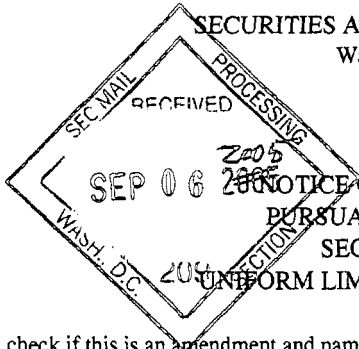 SECURITIES A
W
SEC MAIL
PROCESSING
RECEIVED
2005
SEP 06
NOTICE
PURSUA
WASH. D.C.
SECTION
SEC
UNIFORM LIM
check if this is an amendment and nam